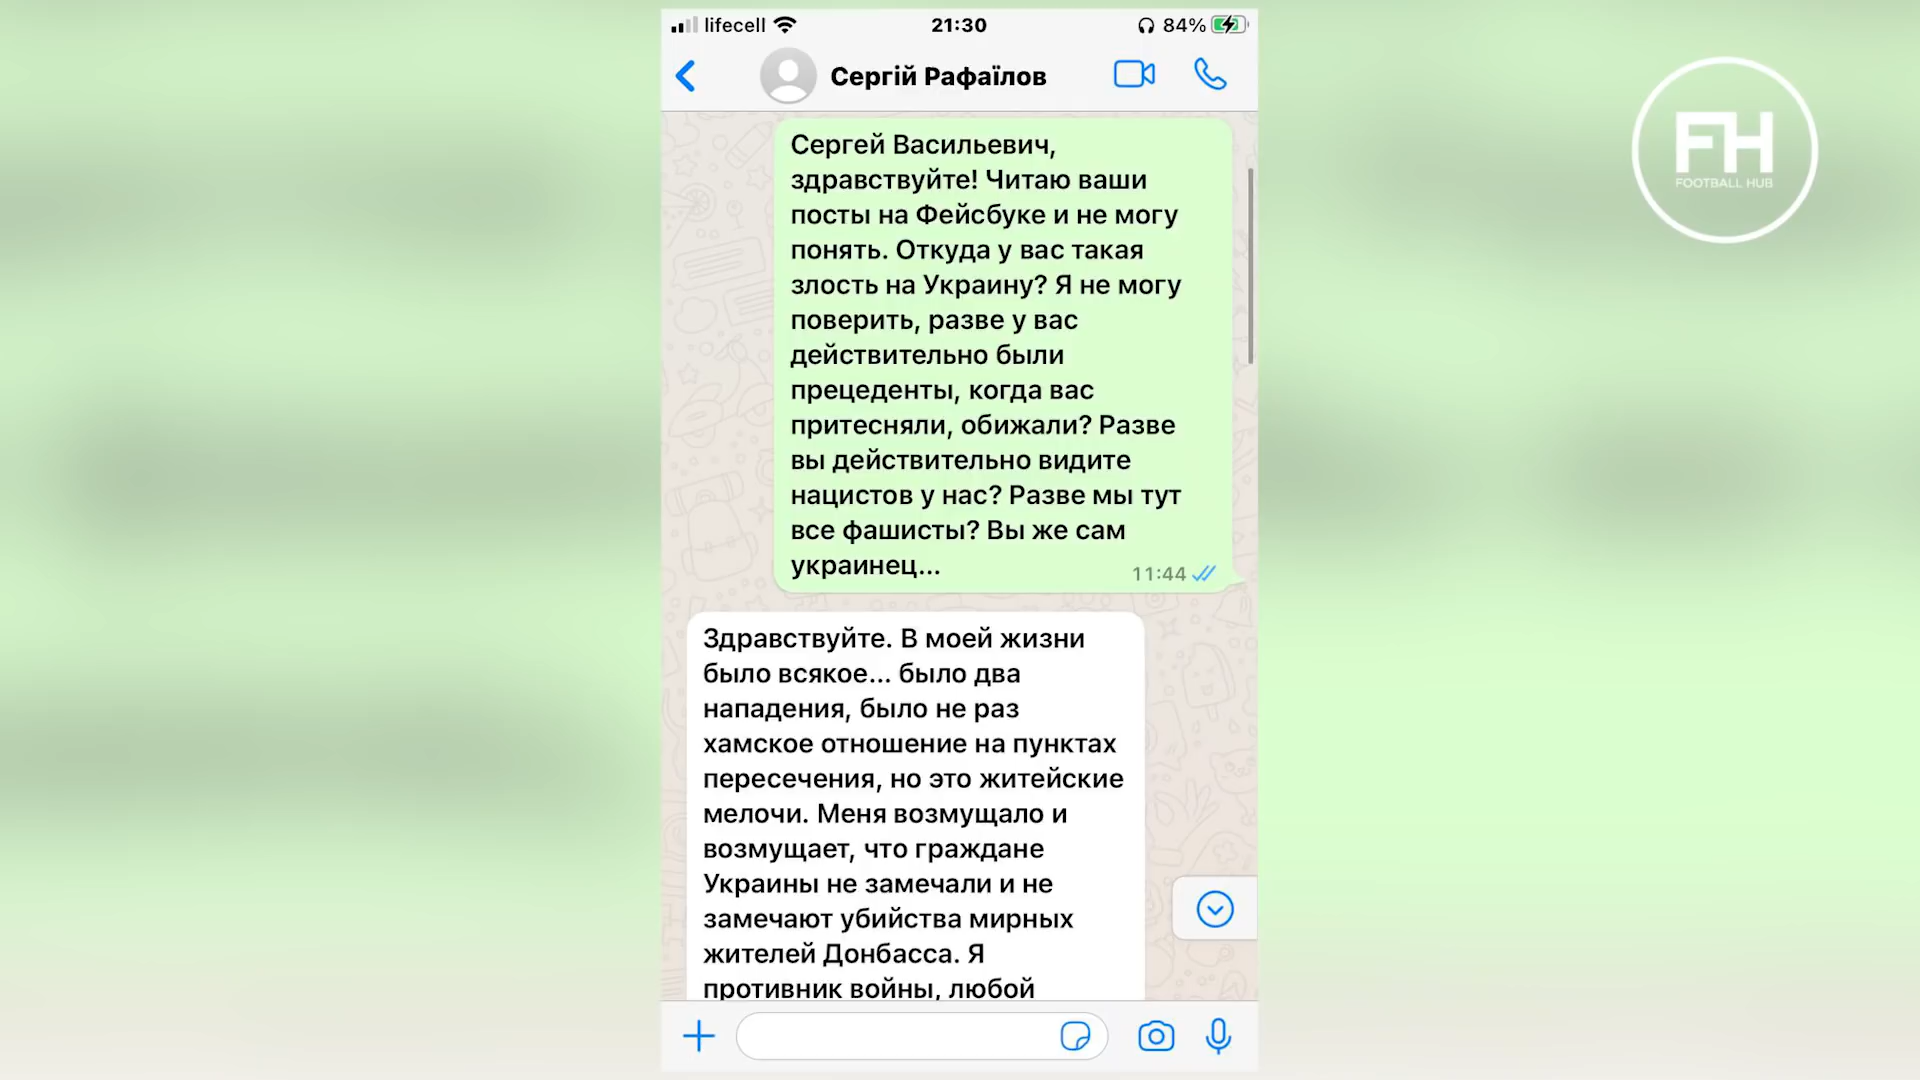 lifecell
21:30
84%
Сергій Рафаїлов
FH
FOOTBALL HUB
Сергей Васильевич,
здравствуйте! Читаю ваши
посты на Фейсбуке и не могу
понять. Откуда у вас такая
злость на Украину? Я не могу
поверить, разве у вас
действительно были
прецеденты, когда вас
притесняли, обижали? Разве
вы действительно видите
нацистов у нас? Разве мы тут
все фашисты? Вы же сам
украинец...
11:44
Здравствуйте. В моей жизни
было всякое... было два
нападения, было не раз
хамское отношение на пунктах
пересечения, но это житейские
мелочи. Меня возмущало и
возмущает, что граждане
Украины не замечали и не
замечают убийства мирных
жителей Донбасса. Я
противник войны, любой